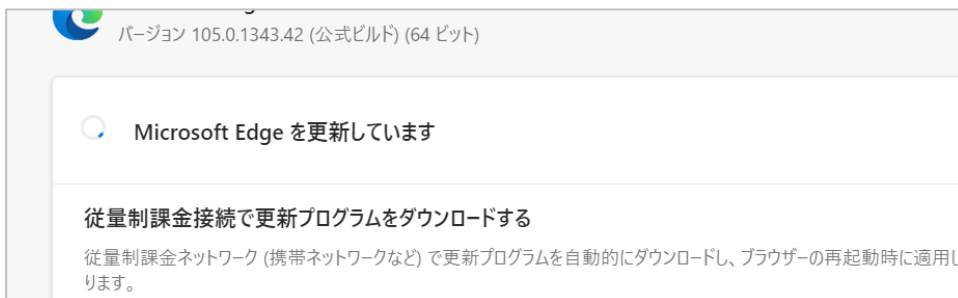 バージョン 105.0.1343.42 (公式ビルド) (64 ビット)
Microsoft Edge を更新しています
従量制課金接続で更新プログラムをダウンロードする
従量制課金ネットワーク (携帯ネットワークなど) で更新プログラムを自動的にダウンロードし、ブラウザーの再起動時に適用し
ります。